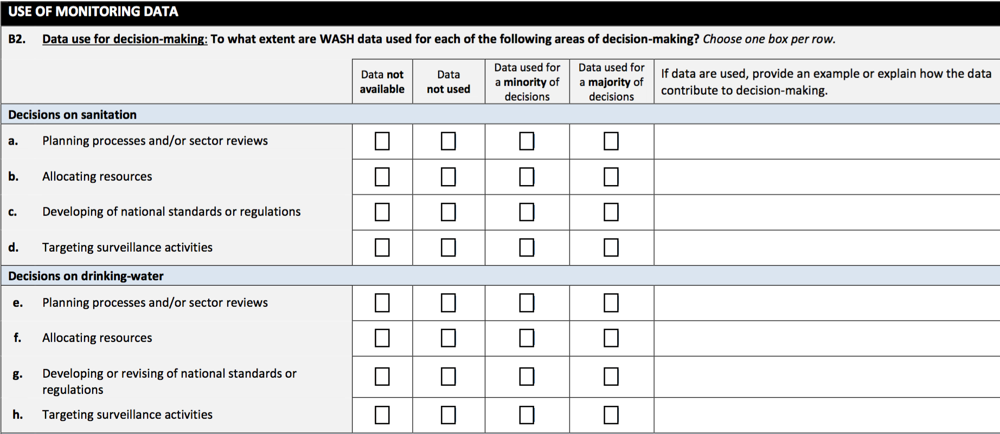 USE OF MONITORING DATA
B2. Data use for decision-making: To what extent are WASH data used for each of the following areas of decision-making? Choose one box per row.
Data not available
Data not used
Data used for a minority of decisions
Data used for a majority of decisions
If data are used, provide an example or explain how the data contribute to decision-making.
Decisions on sanitation
a. Planning processes and/or sector reviews
b. Allocating resources
c. Developing of national standards or regulations
d. Targeting surveillance activities
Decisions on drinking-water
e. Planning processes and/or sector reviews
f. Allocating resources
g. Developing or revising of national standards or
regulations
h. Targeting surveillance activities